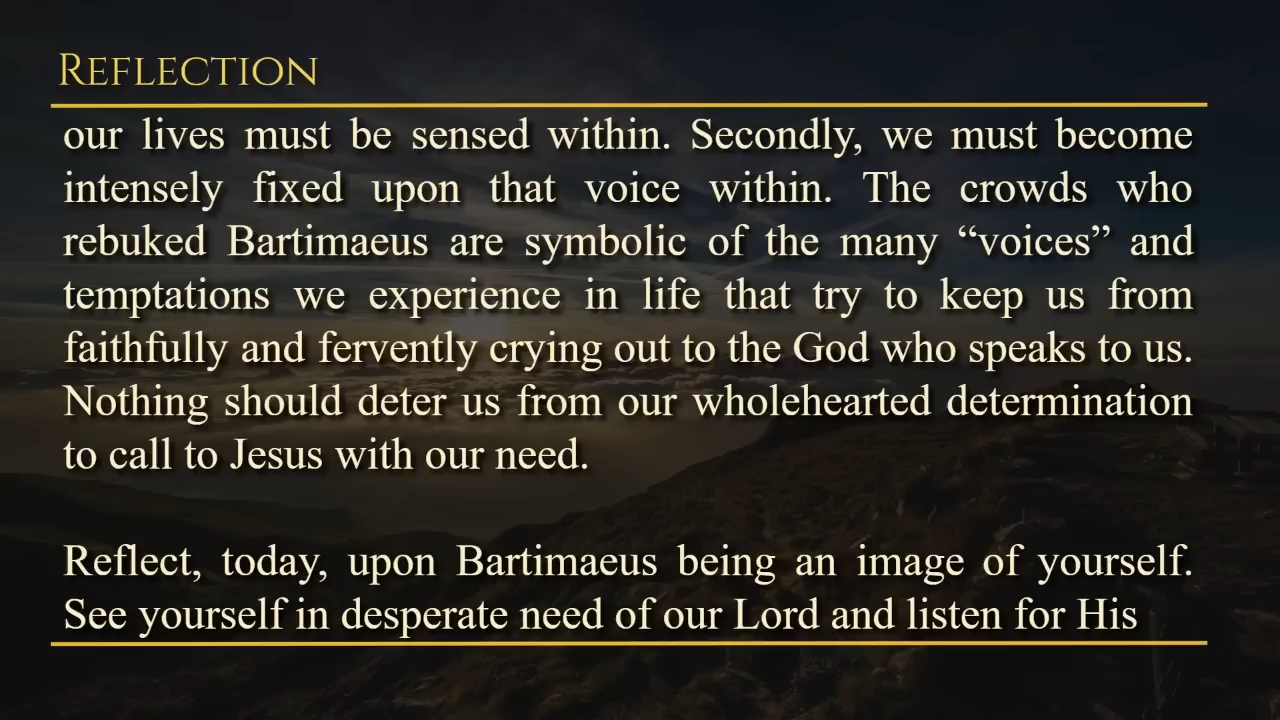 REFLECTION
our lives must be sensed within. Secondly, we must become
intensely fixed upon that voice within. The crowds who
rebuked Bartimaeus are symbolic of the many “voices” and
temptations we experience in life that try to keep us from
faithfully and fervently crying out to the God who speaks to us.
Nothing should deter us from our wholehearted determination
to call to Jesus with our need.
Reflect, today, upon Bartimaeus being an image of yourself.
See yourself in desperate need of our Lord and listen for His